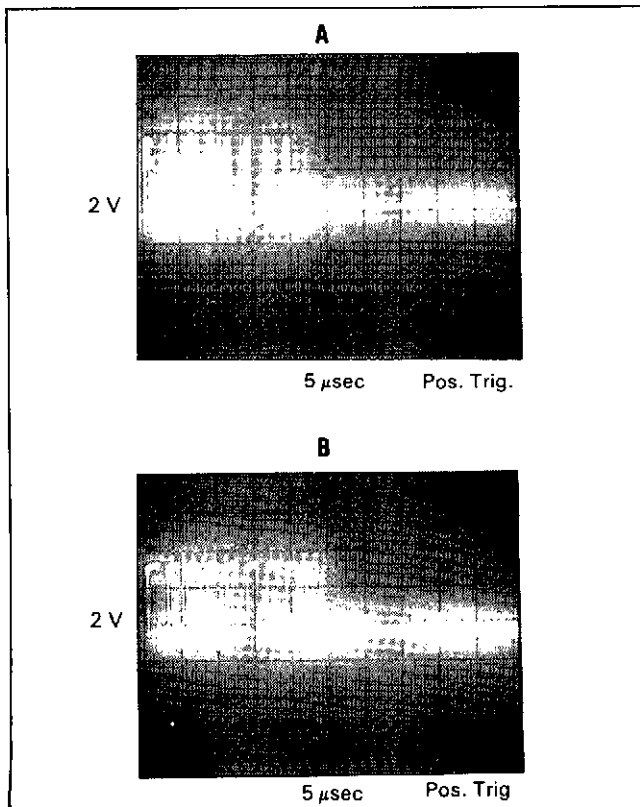 A
2 V
5 μsec Pos. Trig.
B
2 V
5 μsec Pos. Trig